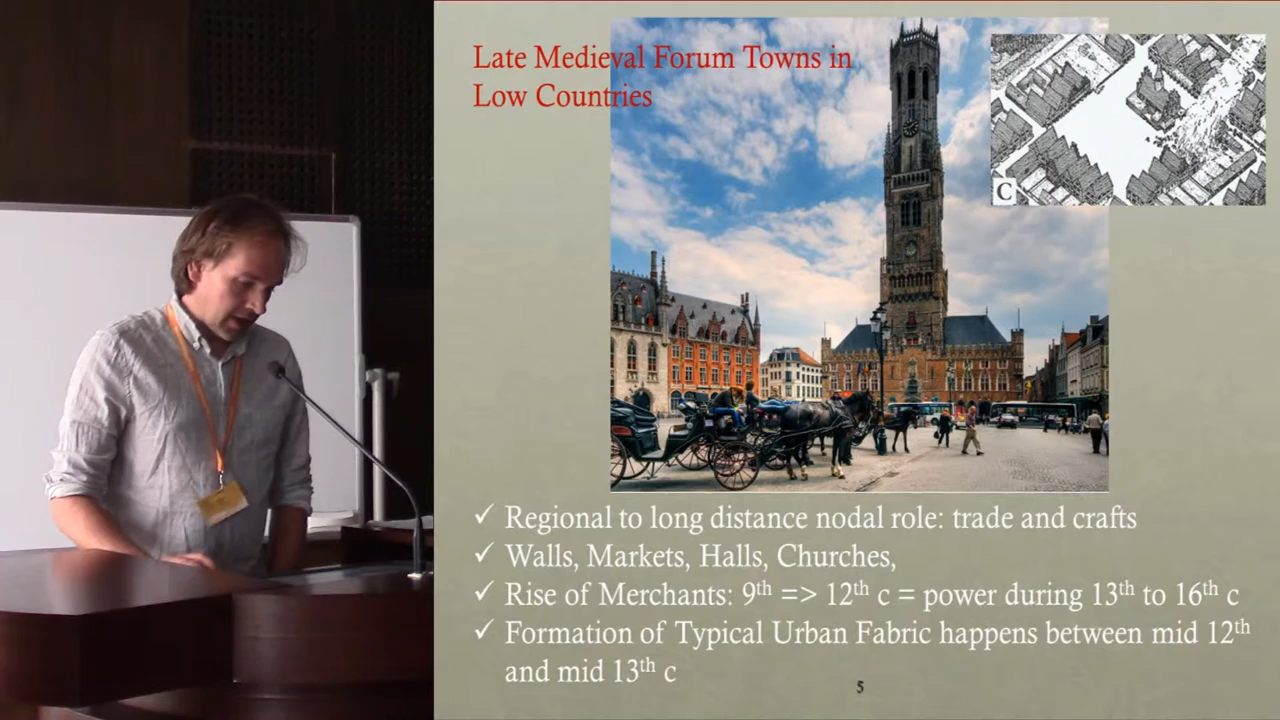 Late Medieval Forum Towns in
Low Countries
C
✓ Regional to long distance nodal role: trade and crafts
✓ Walls, Markets, Halls, Churches,
✓ Rise of Merchants: 9th => 12th c = power during 13th to 16th c
✓ Formation of Typical Urban Fabric happens between mid 12th
and mid 13th c
5